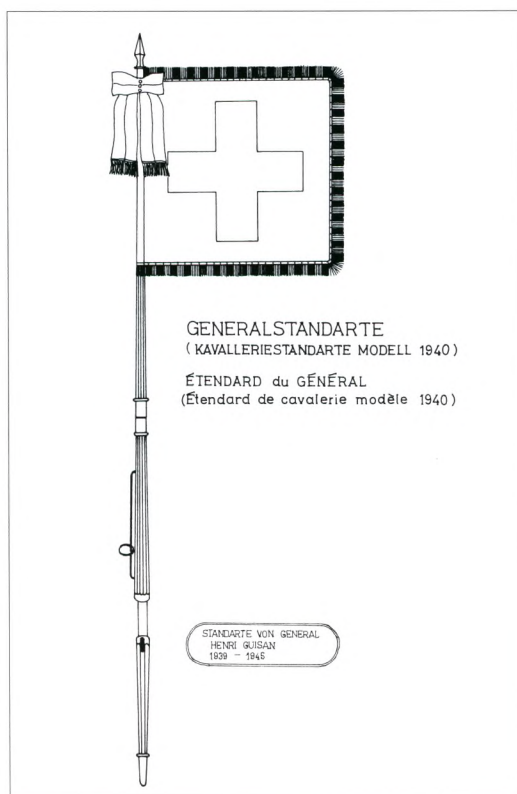 GENERALSTANDARTE
( KAVALLERIESTANDARTE MODELL 1940 )
ÉTENDARD du GÉNÉRAL
(Étendard de cavalerie modèle 1940 )
STANDARTE VON GENERAL
HENRI GUISAN
1939 - 1945